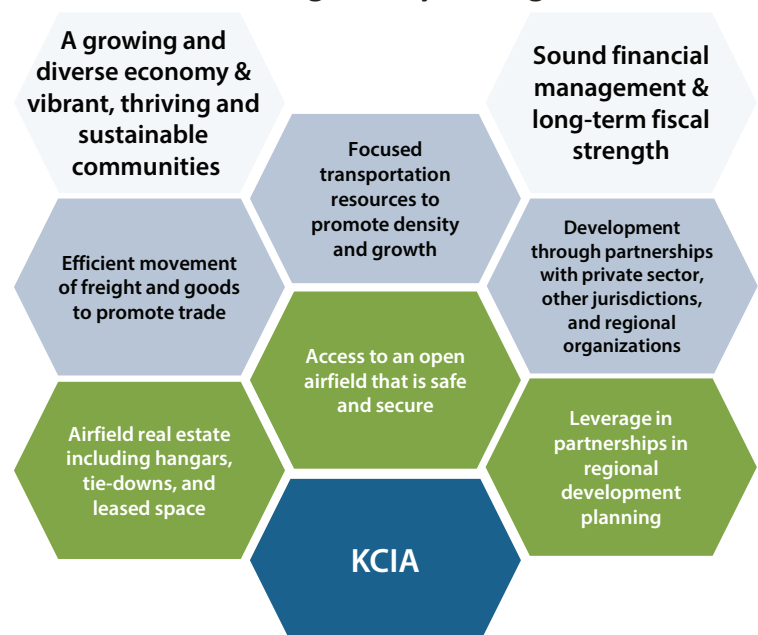 A growing and
diverse economy &
vibrant, thriving and
sustainable
communities
Sound financial
management &
long-term fiscal
strength
Focused
transportation
resources to
promote density
and growth
Efficient movement
of freight and goods
to promote trade
Development
through partnerships
with private sector,
other jurisdictions,
and regional
organizations
Access to an open
airfield that is safe
and secure
Airfield real estate
including hangars,
tie-downs, and
leased space
Leverage in
partnerships in
regional
development
planning
KCIA